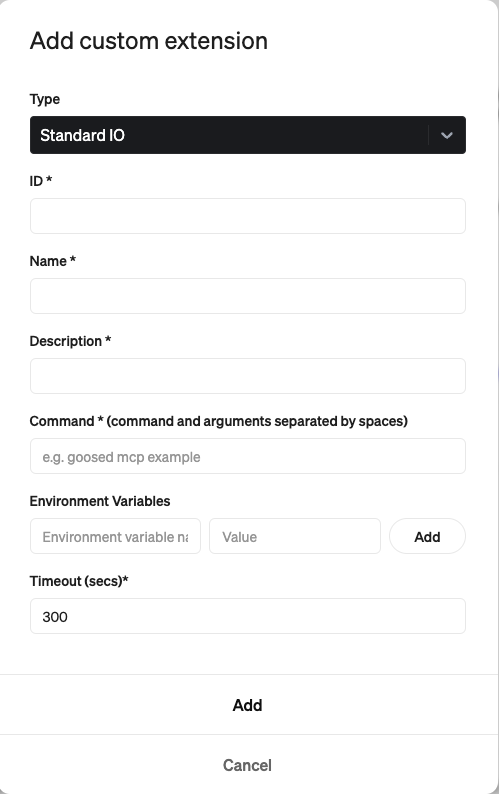 Add custom extension
Type
Standard IO
ID *
Name *
Description *
Command * (command and arguments separated by spaces)
e.g. goosed mcp example
Environment Variables
Environment variable na Value Add
Timeout (secs)*
300
Add
Cancel